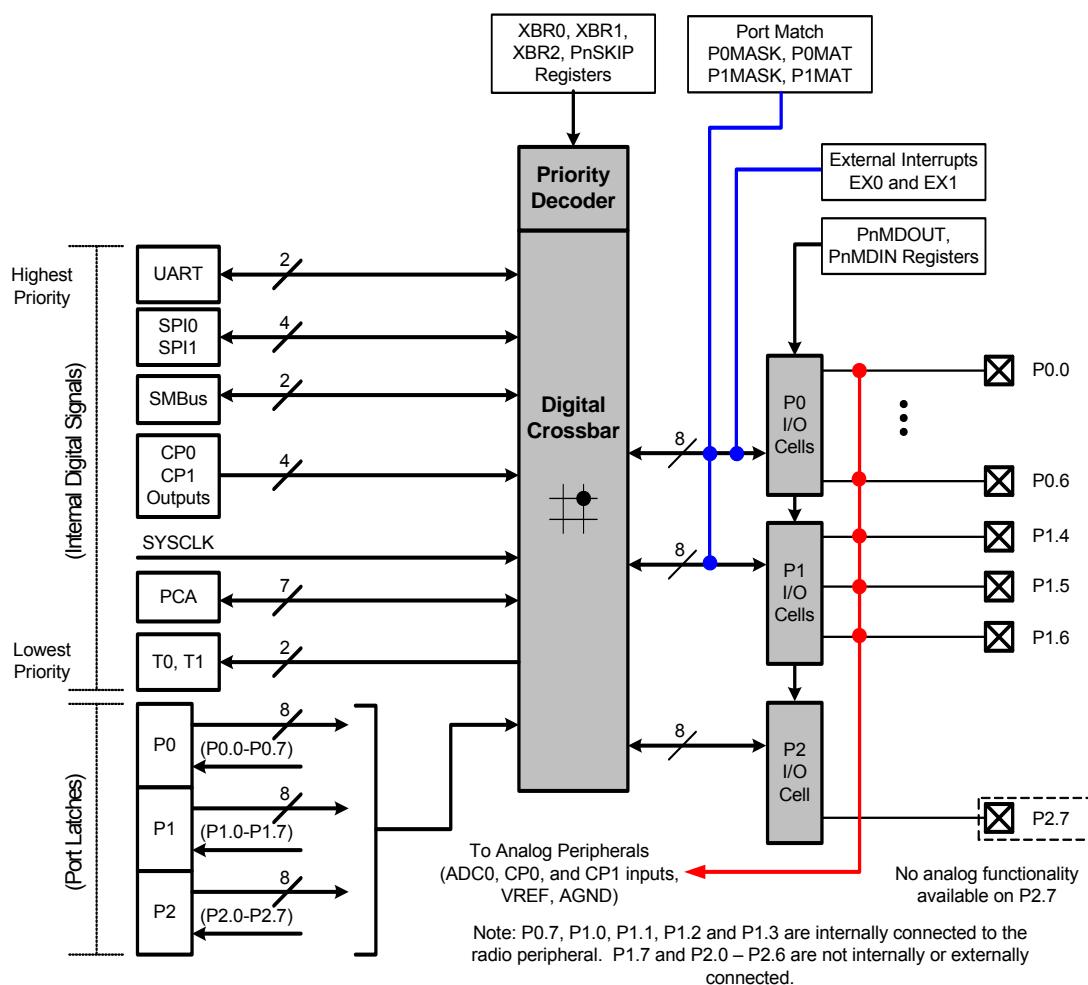 XBR0, XBR1,
XBR2, PnSKIP
Registers
Port Match
P0MASK, P0MAT
P1MASK, P1MAT
External Interrupts
EX0 and EX1
Priority
Decoder
PnMDOUT,
PnMDIN Registers
Highest
Priority
UART
2
SPI0
SPI1
4
SMBus
2
CP0
CP1
Outputs
4
SYSCLK
PCA
7
Lowest
Priority
T0, T1
2
(Internal Digital Signals)
Digital
Crossbar
8
P0
I/O
Cells
P0.0
P0.6
8
P1
I/O
Cells
P1.4
P1.5
P1.6
8
P2
I/O
Cell
P2.7
(Port Latches)
P0
8
(P0.0-P0.7)
P1
8
(P1.0-P1.7)
P2
8
(P2.0-P2.7)
To Analog Peripherals
(ADC0, CP0, and CP1 inputs,
VREF, AGND)
No analog functionality
available on P2.7
Note: P0.7, P1.0, P1.1, P1.2 and P1.3 are internally connected to the
radio peripheral. P1.7 and P2.0 – P2.6 are not internally or externally
connected.